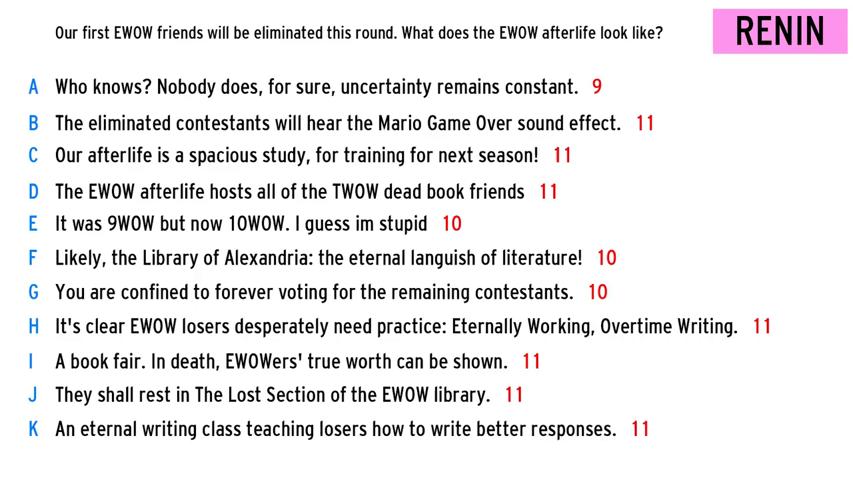 Our first EWOW friends will be eliminated this round. What does the EWOW afterlife look like?
RENIN
A Who knows? Nobody does, for sure, uncertainty remains constant. 9
B The eliminated contestants will hear the Mario Game Over sound effect. 11
C Our afterlife is a spacious study, for training for next season! 11
D The EWOW afterlife hosts all of the TWOW dead book friends 11
E It was 9WOW but now 10WOW. I guess im stupid 10
F Likely, the Library of Alexandria: the eternal languish of literature! 10
G You are confined to forever voting for the remaining contestants. 10
H It's clear EWOW losers desperately need practice: Eternally Working, Overtime Writing. 11
I A book fair. In death, EWOWers' true worth can be shown. 11
J They shall rest in The Lost Section of the EWOW library. 11
K An eternal writing class teaching losers how to write better responses. 11